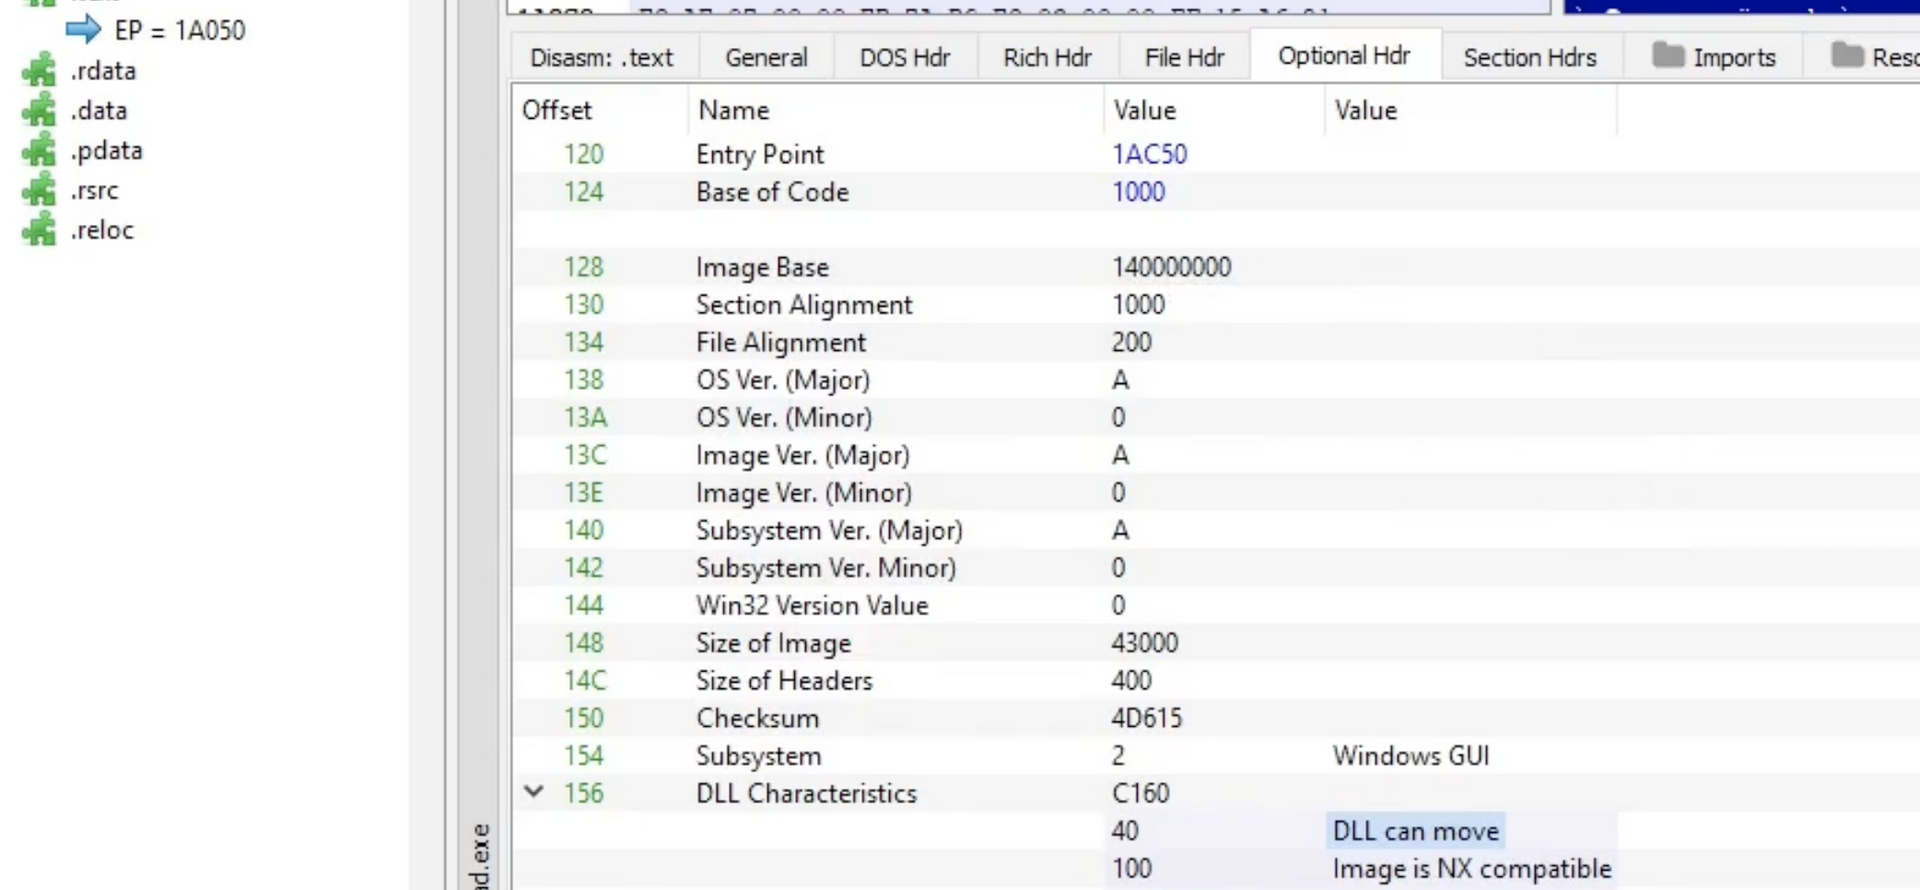 EP = 1A050
.rdata
.data
.pdata
.rsrc
.reloc
ad.exe
Disasm: .text General DOS Hdr Rich Hdr File Hdr Optional Hdr Section Hdrs Imports Reso
Offset Name Value Value
120 Entry Point 1AC50
124 Base of Code 1000
128 Image Base 140000000
130 Section Alignment 1000
134 File Alignment 200
138 OS Ver. (Major) A
13A OS Ver. (Minor) 0
13C Image Ver. (Major) A
13E Image Ver. (Minor) 0
140 Subsystem Ver. (Major) A
142 Subsystem Ver. Minor) 0
144 Win32 Version Value 0
148 Size of Image 43000
14C Size of Headers 400
150 Checksum 4D615
154 Subsystem 2 Windows GUI
156 DLL Characteristics C160
40 DLL can move
100 Image is NX compatible